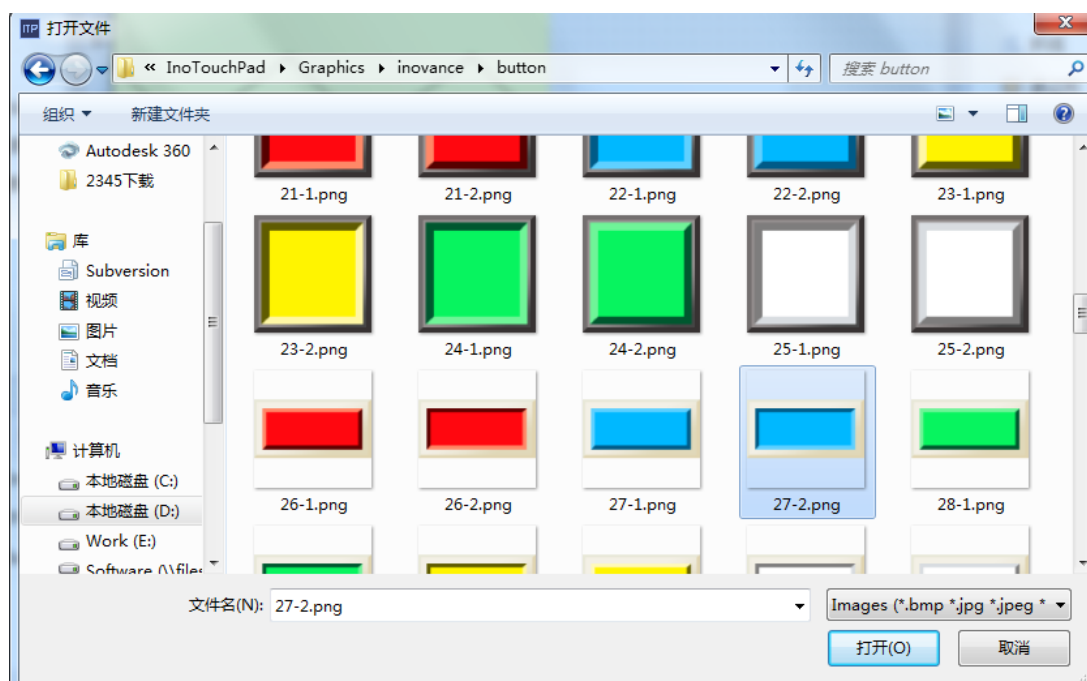 ITP 打开文件
« InoTouchPad ▸ Graphics ▸ inovance ▸ button
搜索 button
组织 新建文件夹
Autodesk 360
2345下载
库
Subversion
视频
图片
文档
音乐
计算机
本地磁盘 (C:)
本地磁盘 (D:)
Work (E:)
Software (\\files
21-1.png 21-2.png 22-1.png 22-2.png 23-1.png
23-2.png 24-1.png 24-2.png 25-1.png 25-2.png
26-1.png 26-2.png 27-1.png 27-2.png 28-1.png
文件名(N): 27-2.png Images (*.bmp *.jpg *.jpeg *
打开(O) 取消